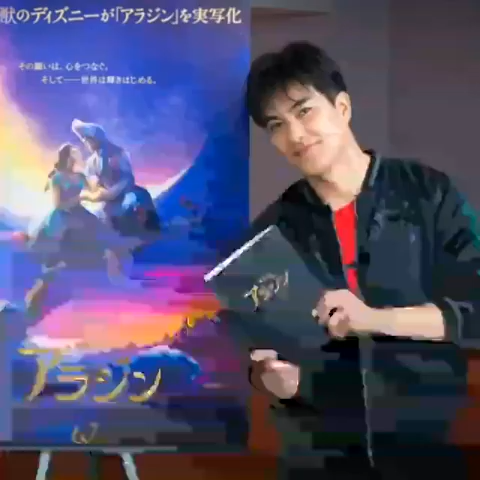 獣のディズニーが「アラジン」を実写化
その願いは、心をつなぐ。
そして──世界は輝きはじめる。
アラジン
アラジン